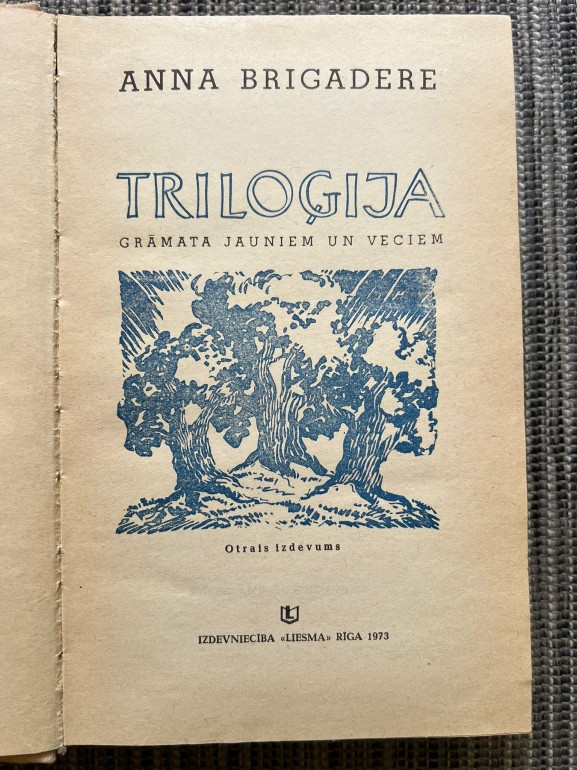 ANNA BRIGADERE
TRILOĢIJA
GRĀMATA JAUNIEM UN VECIEM
Otrais izdevums
IZDEVNIECĪBA «LIESMA» RĪGA 1973